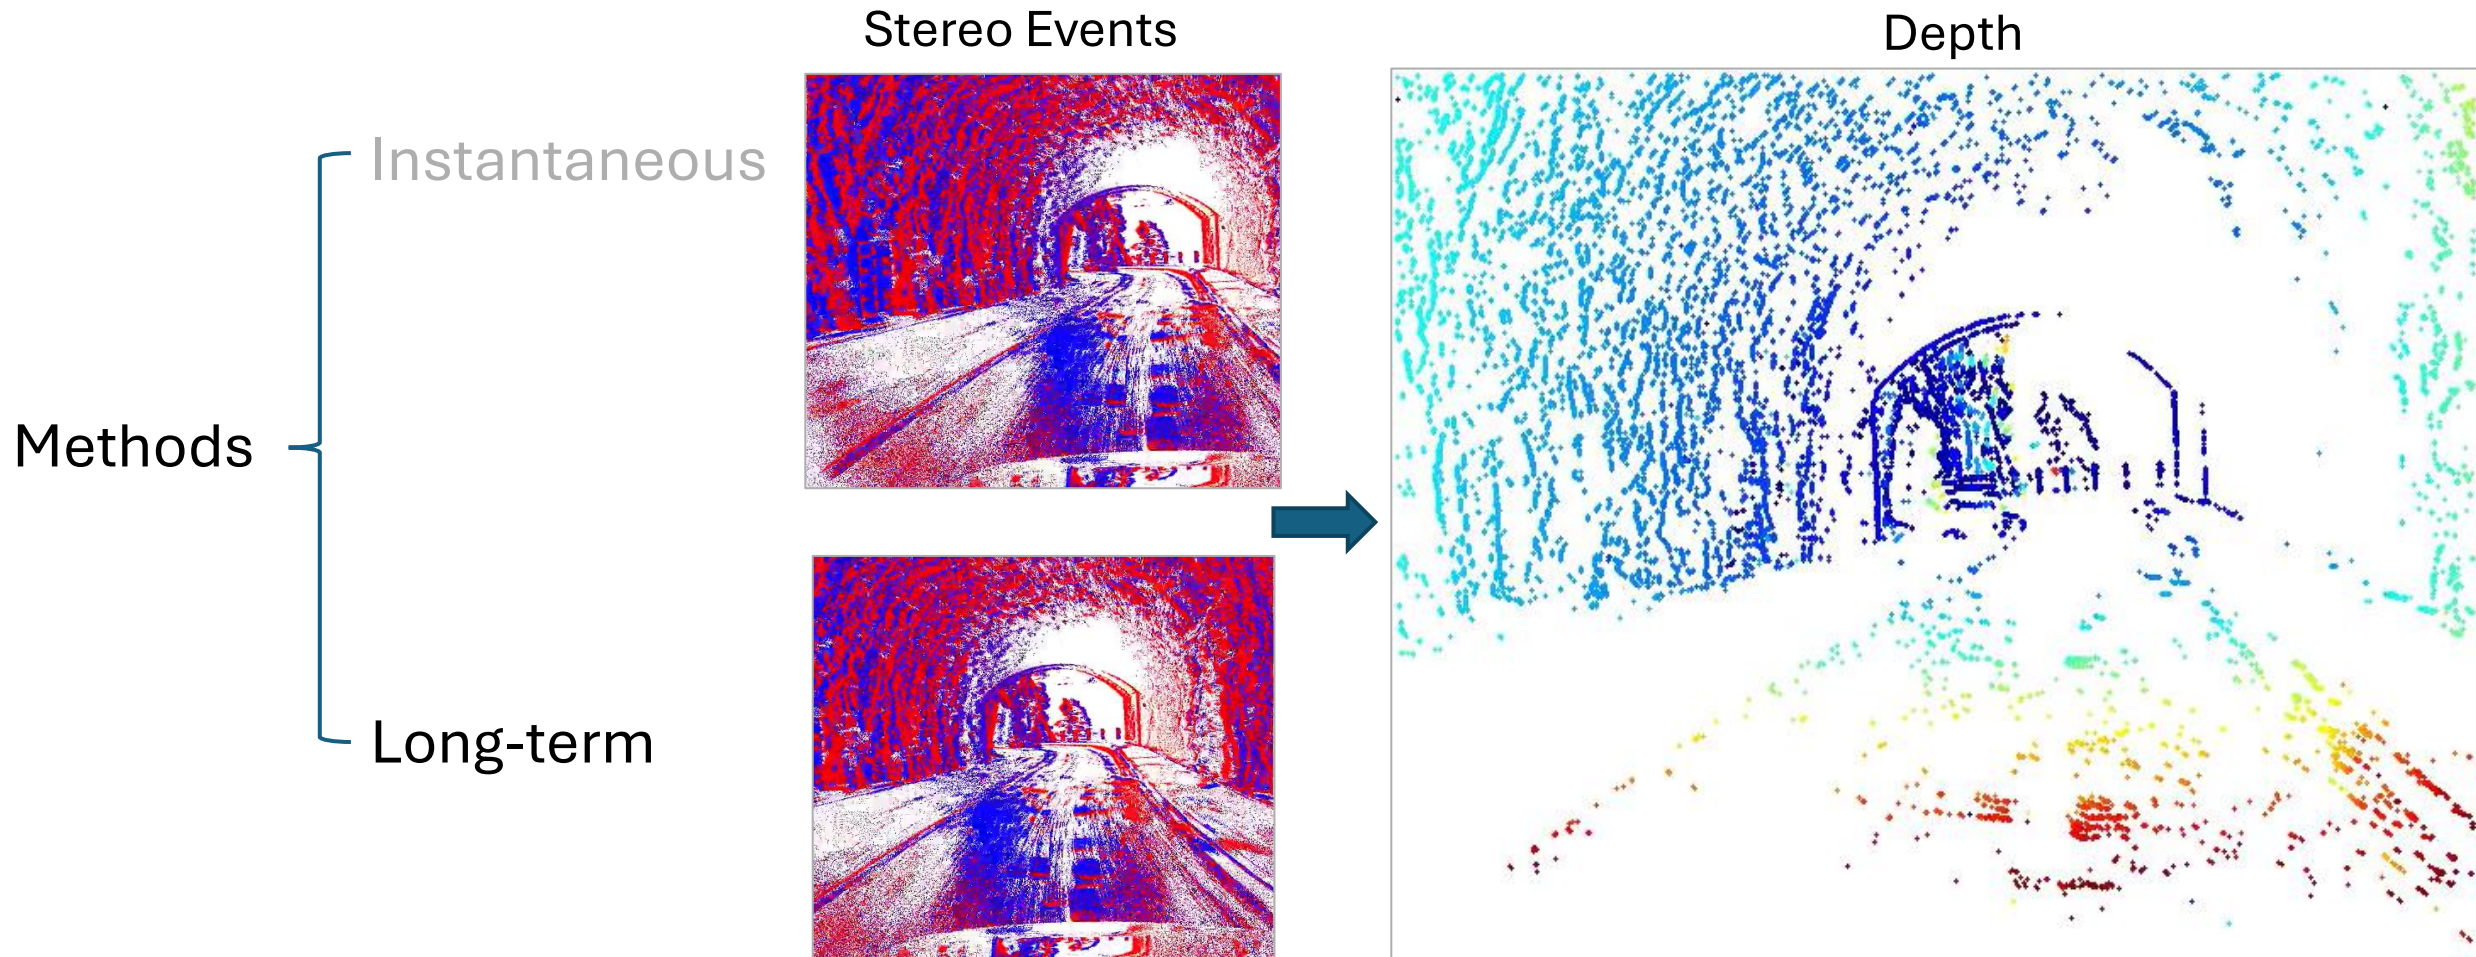 Stereo Events
Depth
Instantaneous
Methods
Long-term